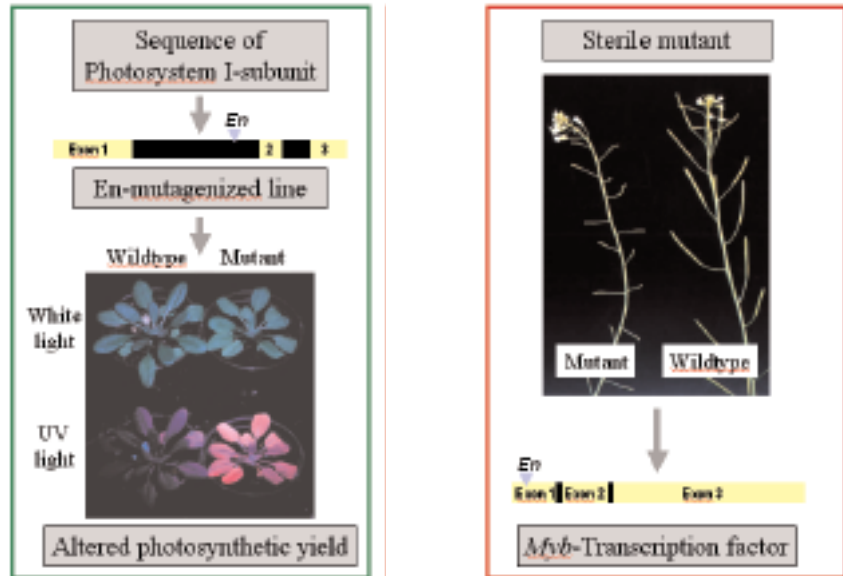 Sequence of
Photosystem I-subunit
En
Exon 1 2 3
En-mutagenized line
Wildtype Mutant
White
light
UV
light
Altered photosynthetic yield
Sterile mutant
Mutant Wildtype
En
Exon 1 Exon 2 Exon 3
Myb-Transcription factor